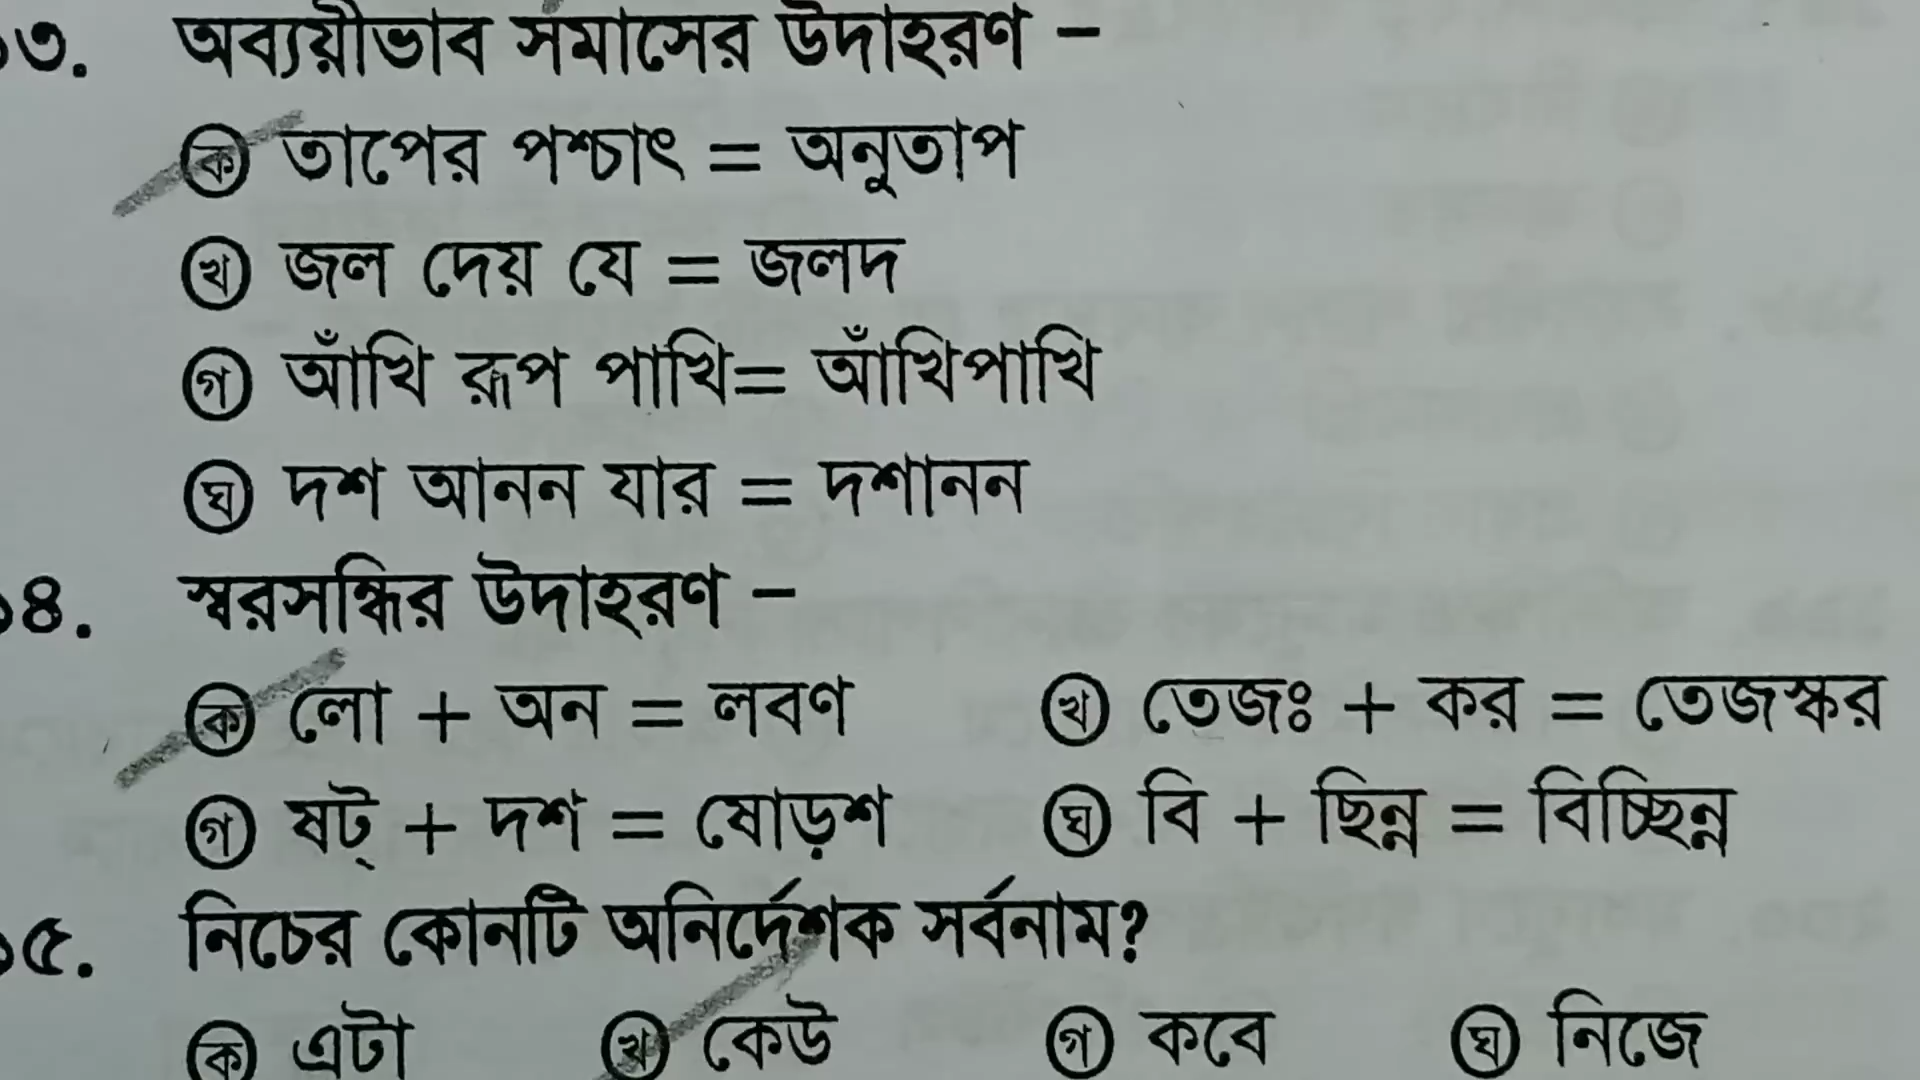 ১৩. অব্যয়ীভাব সমাসের উদাহরণ –
ক তাপের পশ্চাৎ = অনুতাপ
খ জল দেয় যে = জলদ
গ আঁখি রূপ পাখি= আঁখিপাখি
ঘ দশ আনন যার = দশানন
১৪. স্বরসন্ধির উদাহরণ –
ক লো + অন = লবণ খ তেজঃ + কর = তেজস্কর
গ ষট্ + দশ = ষোড়শ ঘ বি + ছিন্ন = বিচ্ছিন্ন
১৫. নিচের কোনটি অনির্দেশক সর্বনাম?
ক এটা খ কেউ গ কবে ঘ নিজে